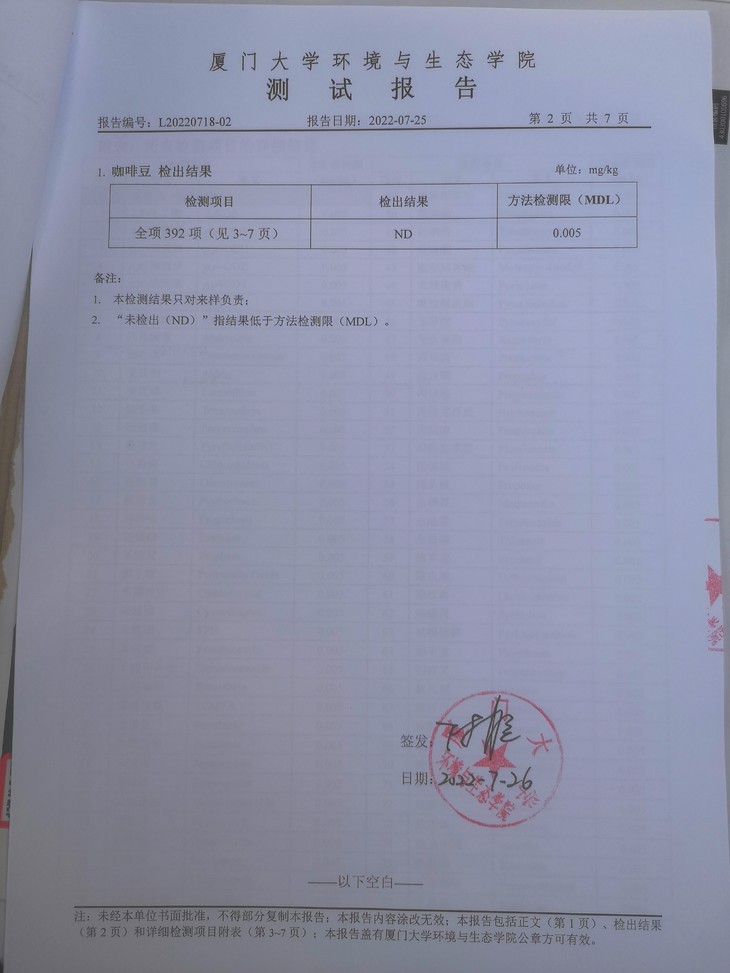 厦门大学环境与生态学院
测试报告
报告编号：L20220718-02 报告日期：2022-07-25 第 2 页 共 7 页
1. 咖啡豆 检出结果 单位：mg/kg
检测项目 检出结果 方法检测限（MDL）
全项 392 项（见 3~7 页） ND 0.005
备注：
1. 本检测结果只对来样负责；
2. “未检出（ND）”指结果低于方法检测限（MDL）。
签发：
日期：2022-7-26
——以下空白——
注：未经本单位书面批准，不得部分复制本报告；本报告内容涂改无效；本报告包括正文（第 1 页）、检出结果
（第 2 页）和详细检测项目附表（第 3~7 页）；本报告盖有厦门大学环境与生态学院公章方可有效。